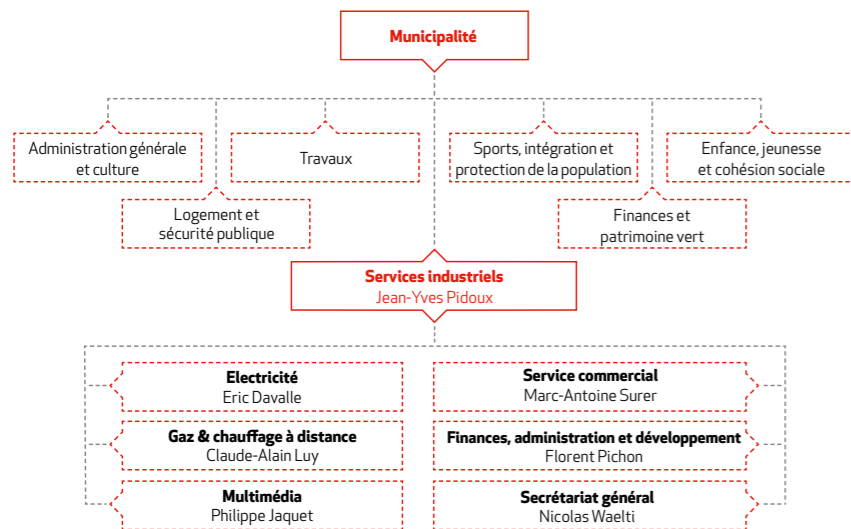 Municipalité
Administration générale
et culture
Travaux
Sports, intégration et
protection de la population
Enfance, jeunesse
et cohésion sociale
Logement et
sécurité publique
Finances et
patrimoine vert
Services industriels
Jean-Yves Pidoux
Electricité
Eric Davalle
Service commercial
Marc-Antoine Surer
Gaz & chauffage à distance
Claude-Alain Luy
Finances, administration et développement
Florent Pichon
Multimédia
Philippe Jaquet
Secrétariat général
Nicolas Waelti